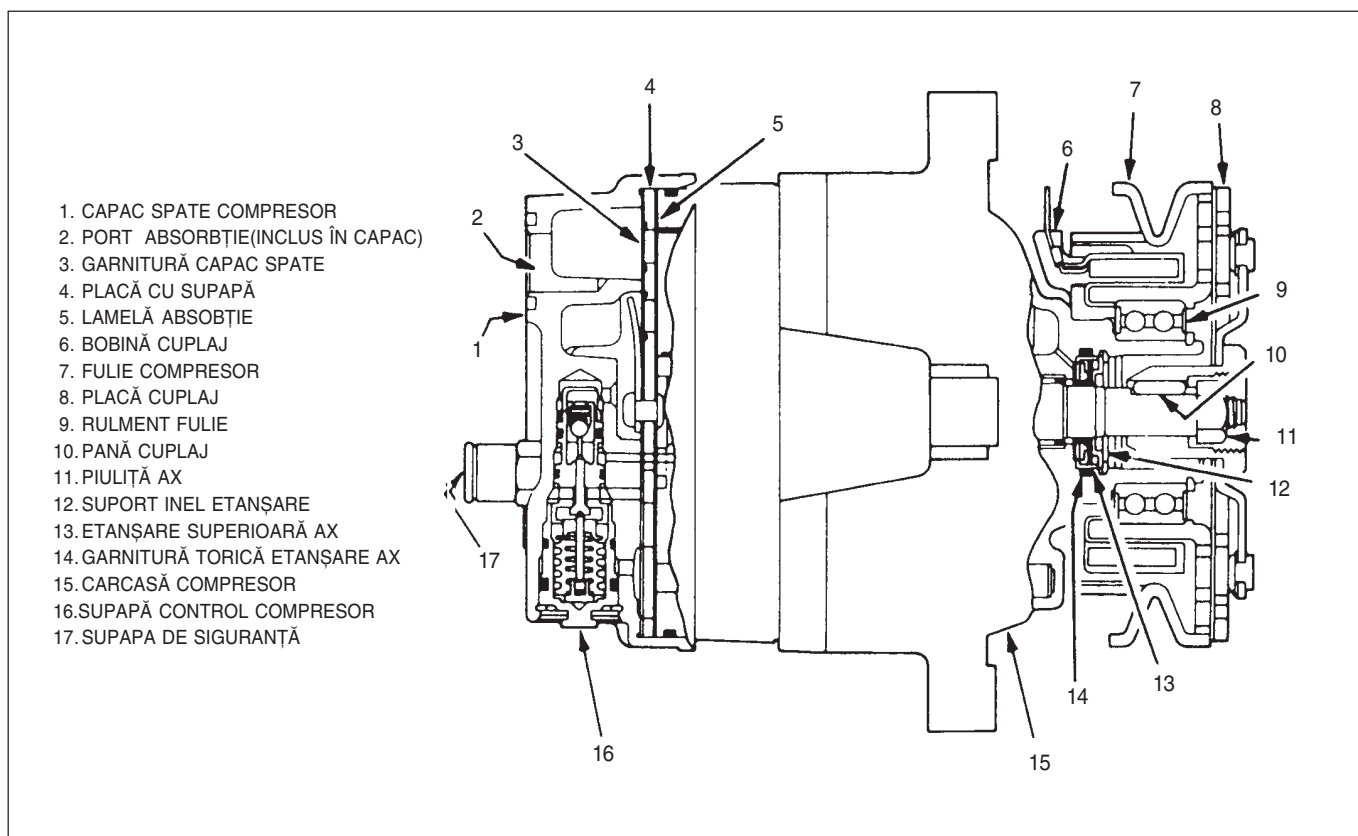 1. CAPAC SPATE COMPRESOR
2. PORT ABSORBȚIE(INCLUS ÎN CAPAC)
3. GARNITURĂ CAPAC SPATE
4. PLACĂ CU SUPAPĂ
5. LAMELĂ ABSOBȚIE
6. BOBINĂ CUPLAJ
7. FULIE COMPRESOR
8. PLACĂ CUPLAJ
9. RULMENT FULIE
10. PANĂ CUPLAJ
11. PIULIȚĂ AX
12. SUPORT INEL ETANȘARE
13. ETANȘARE SUPERIOARĂ AX
14. GARNITURĂ TORICĂ ETANȘARE AX
15. CARCASĂ COMPRESOR
16.SUPAPĂ CONTROL COMPRESOR
17. SUPAPA DE SIGURANȚĂ
4
5
3
2
1
17
16
6
7
8
9
10
11
12
13
14
15